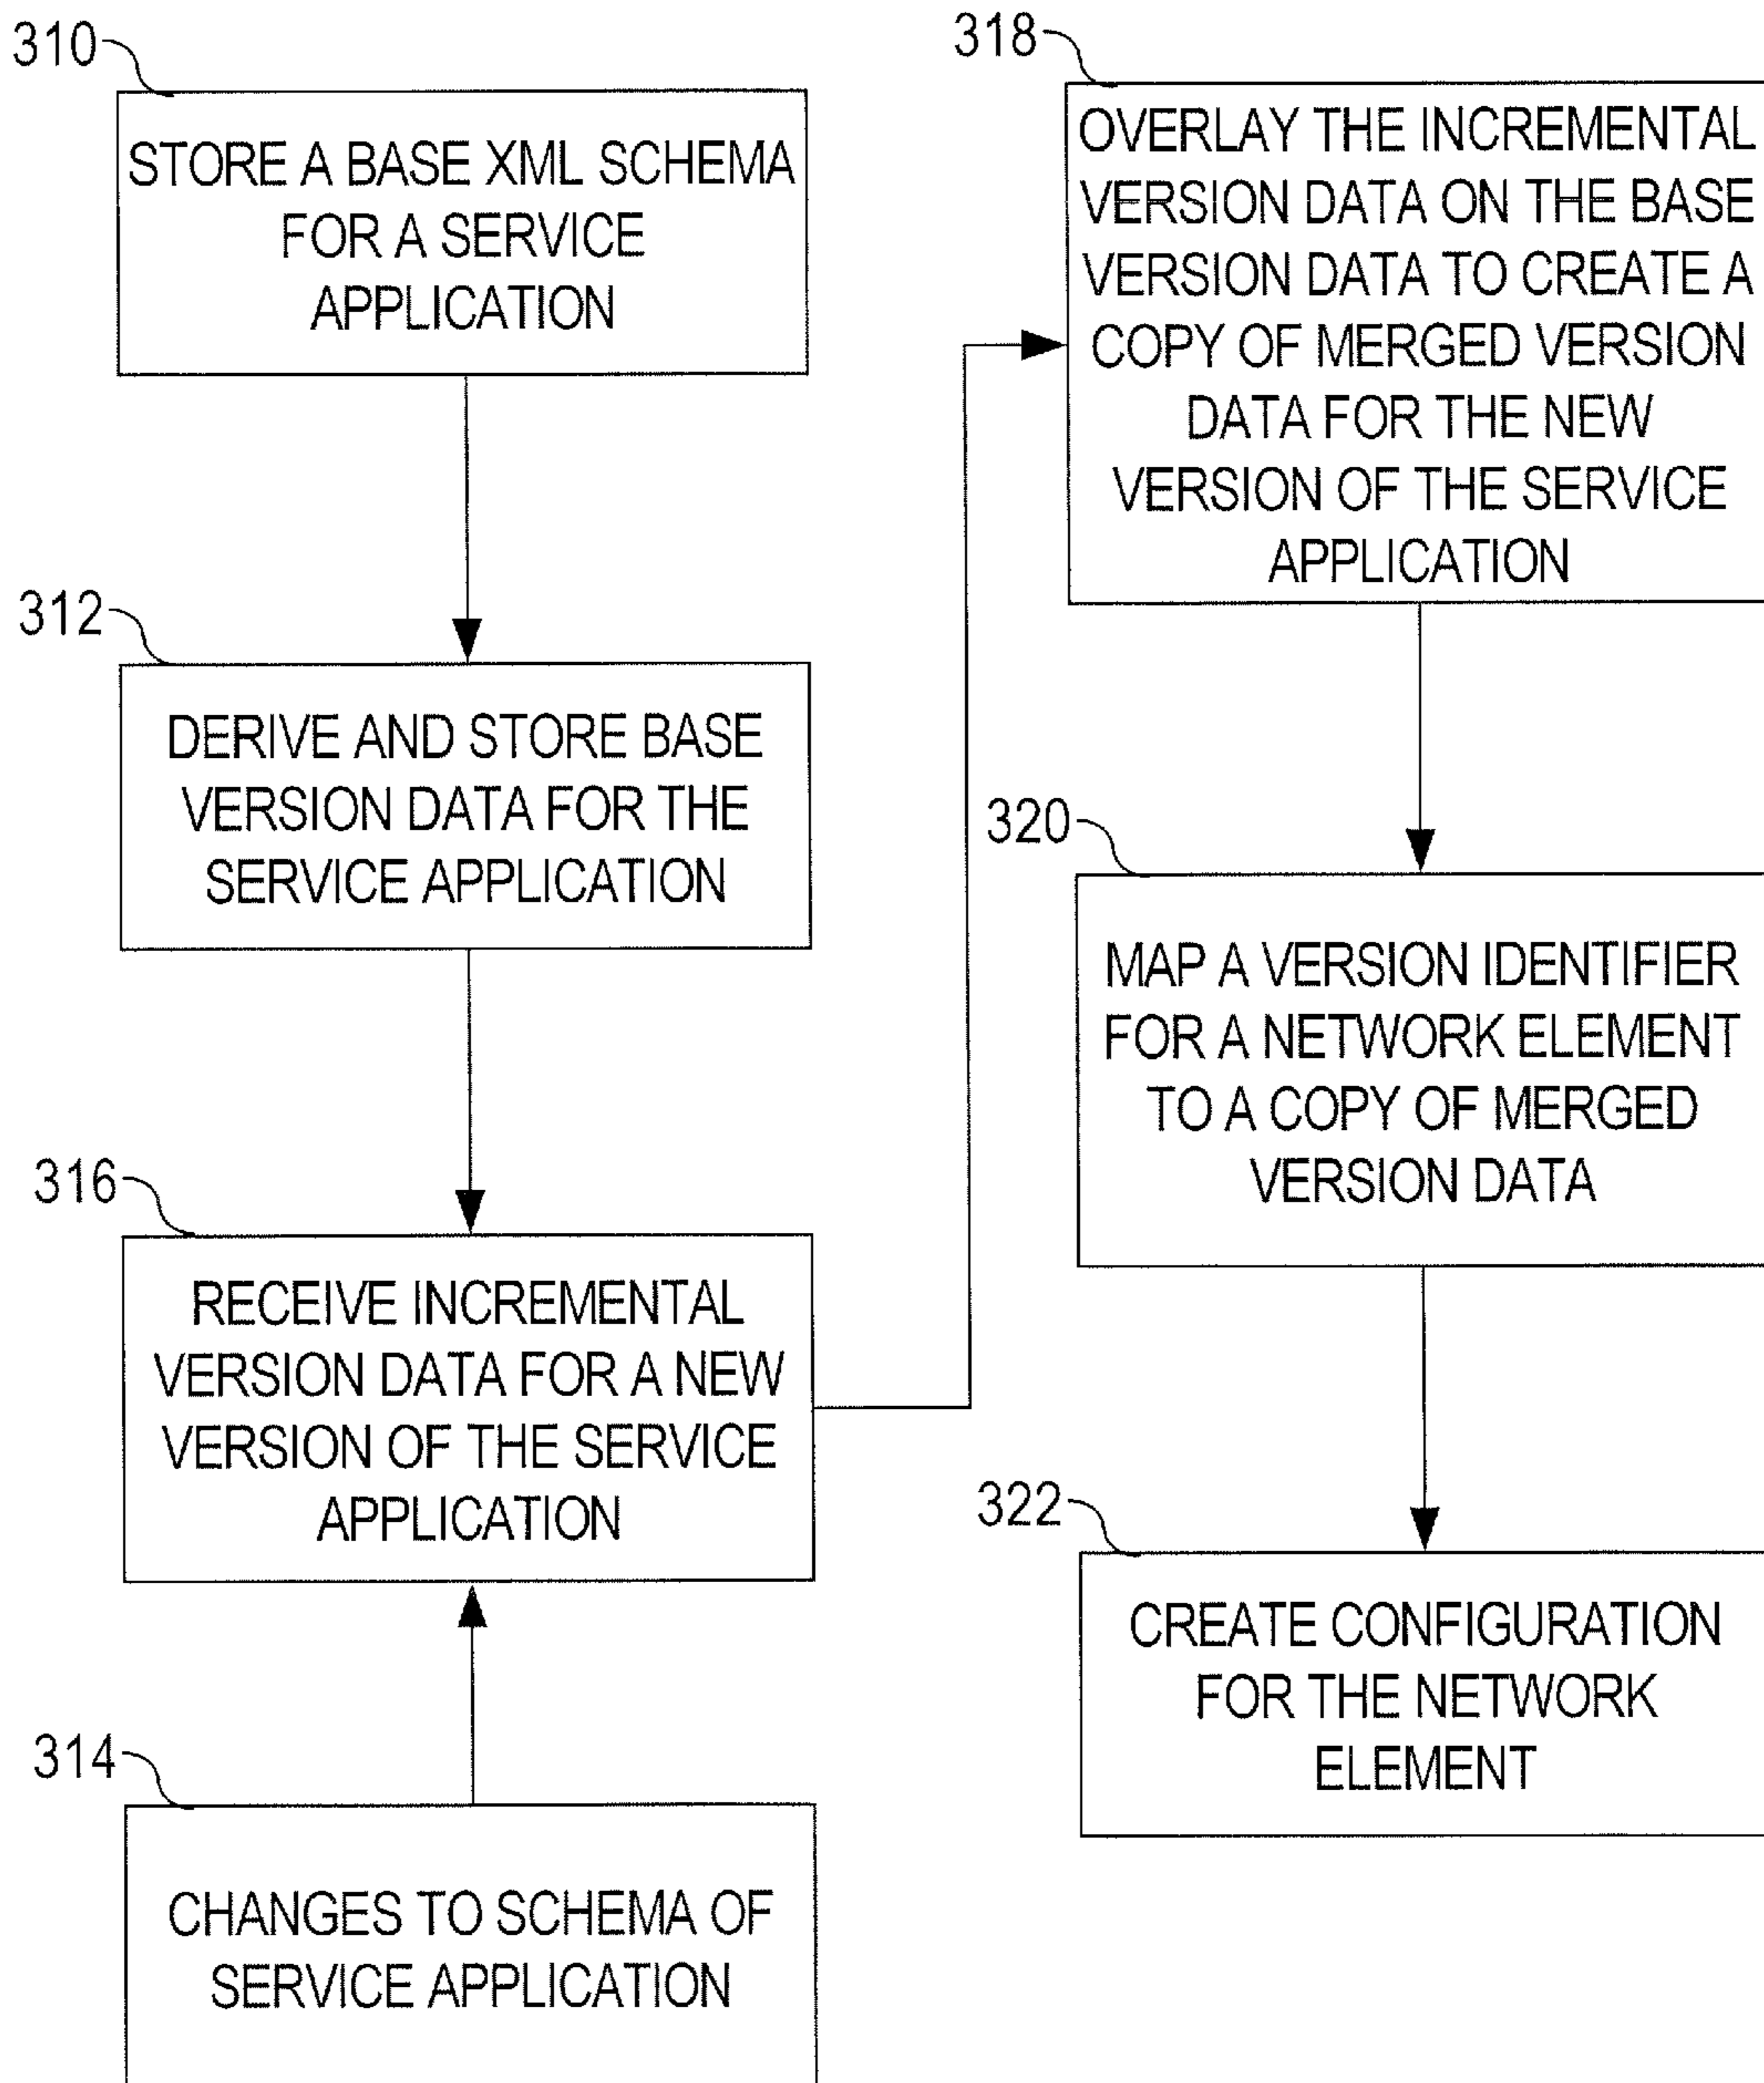 310
STORE A BASE XML SCHEMA
FOR A SERVICE
APPLICATION
312
DERIVE AND STORE BASE
VERSION DATA FOR THE
SERVICE APPLICATION
316
RECEIVE INCREMENTAL
VERSION DATA FOR A NEW
VERSION OF THE SERVICE
APPLICATION
314
CHANGES TO SCHEMA OF
SERVICE APPLICATION
318
OVERLAY THE INCREMENTAL
VERSION DATA ON THE BASE
VERSION DATA TO CREATE A
COPY OF MERGED VERSION
DATA FOR THE NEW
VERSION OF THE SERVICE
APPLICATION
320
MAP A VERSION IDENTIFIER
FOR A NETWORK ELEMENT
TO A COPY OF MERGED
VERSION DATA
322
CREATE CONFIGURATION
FOR THE NETWORK
ELEMENT